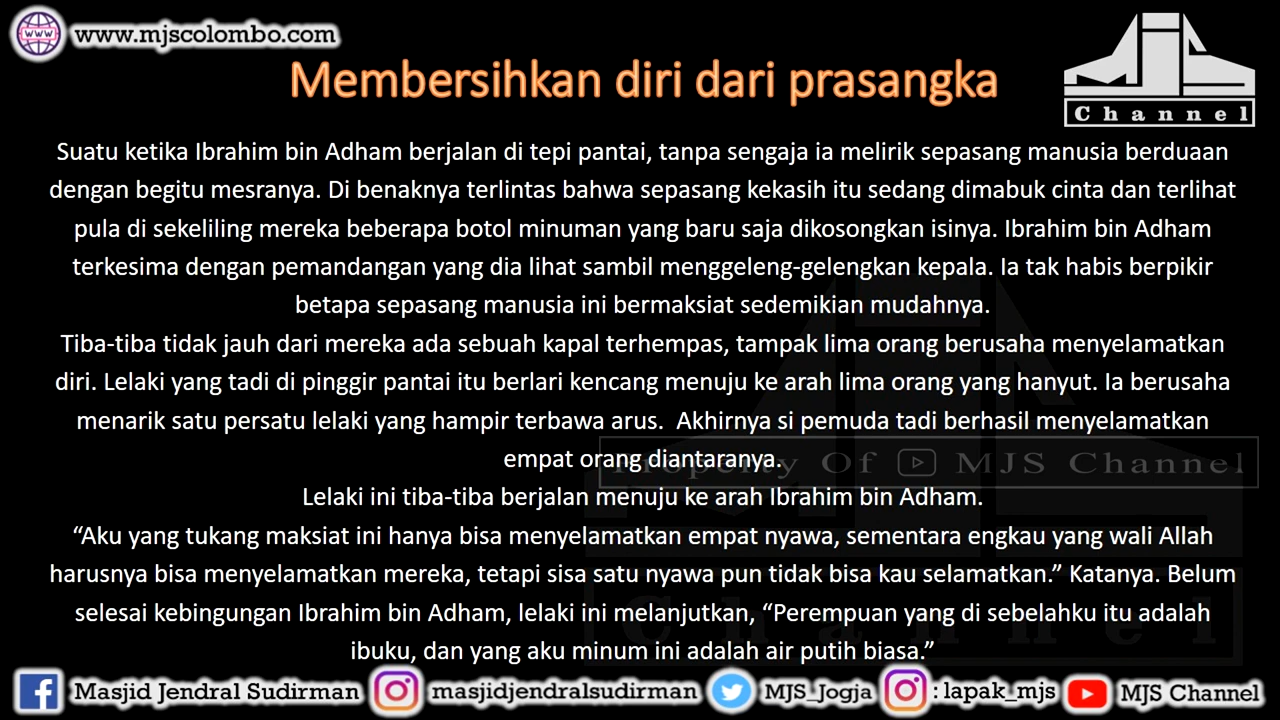 www.mjscolombo.com
MJS
Channel
Membersihkan diri dari prasangka
Suatu ketika Ibrahim bin Adham berjalan di tepi pantai, tanpa sengaja ia melirik sepasang manusia berduaan
dengan begitu mesranya. Di benaknya terlintas bahwa sepasang kekasih itu sedang dimabuk cinta dan terlihat
pula di sekeliling mereka beberapa botol minuman yang baru saja dikosongkan isinya. Ibrahim bin Adham
terkesima dengan pemandangan yang dia lihat sambil menggeleng-gelengkan kepala. Ia tak habis berpikir
betapa sepasang manusia ini bermaksiat sedemikian mudahnya.
Tiba-tiba tidak jauh dari mereka ada sebuah kapal terhempas, tampak lima orang berusaha menyelamatkan
diri. Lelaki yang tadi di pinggir pantai itu berlari kencang menuju ke arah lima orang yang hanyut. Ia berusaha
menarik satu persatu lelaki yang hampir terbawa arus.  Akhirnya si pemuda tadi berhasil menyelamatkan
empat orang diantaranya.
Property Of MJS Channel
Lelaki ini tiba-tiba berjalan menuju ke arah Ibrahim bin Adham.
“Aku yang tukang maksiat ini hanya bisa menyelamatkan empat nyawa, sementara engkau yang wali Allah
harusnya bisa menyelamatkan mereka, tetapi sisa satu nyawa pun tidak bisa kau selamatkan.” Katanya. Belum
selesai kebingungan Ibrahim bin Adham, lelaki ini melanjutkan, “Perempuan yang di sebelahku itu adalah
ibuku, dan yang aku minum ini adalah air putih biasa.”
Channel
Masjid Jendral Sudirman masjidjendralsudirman MJS_Jogja : lapak_mjs MJS Channel